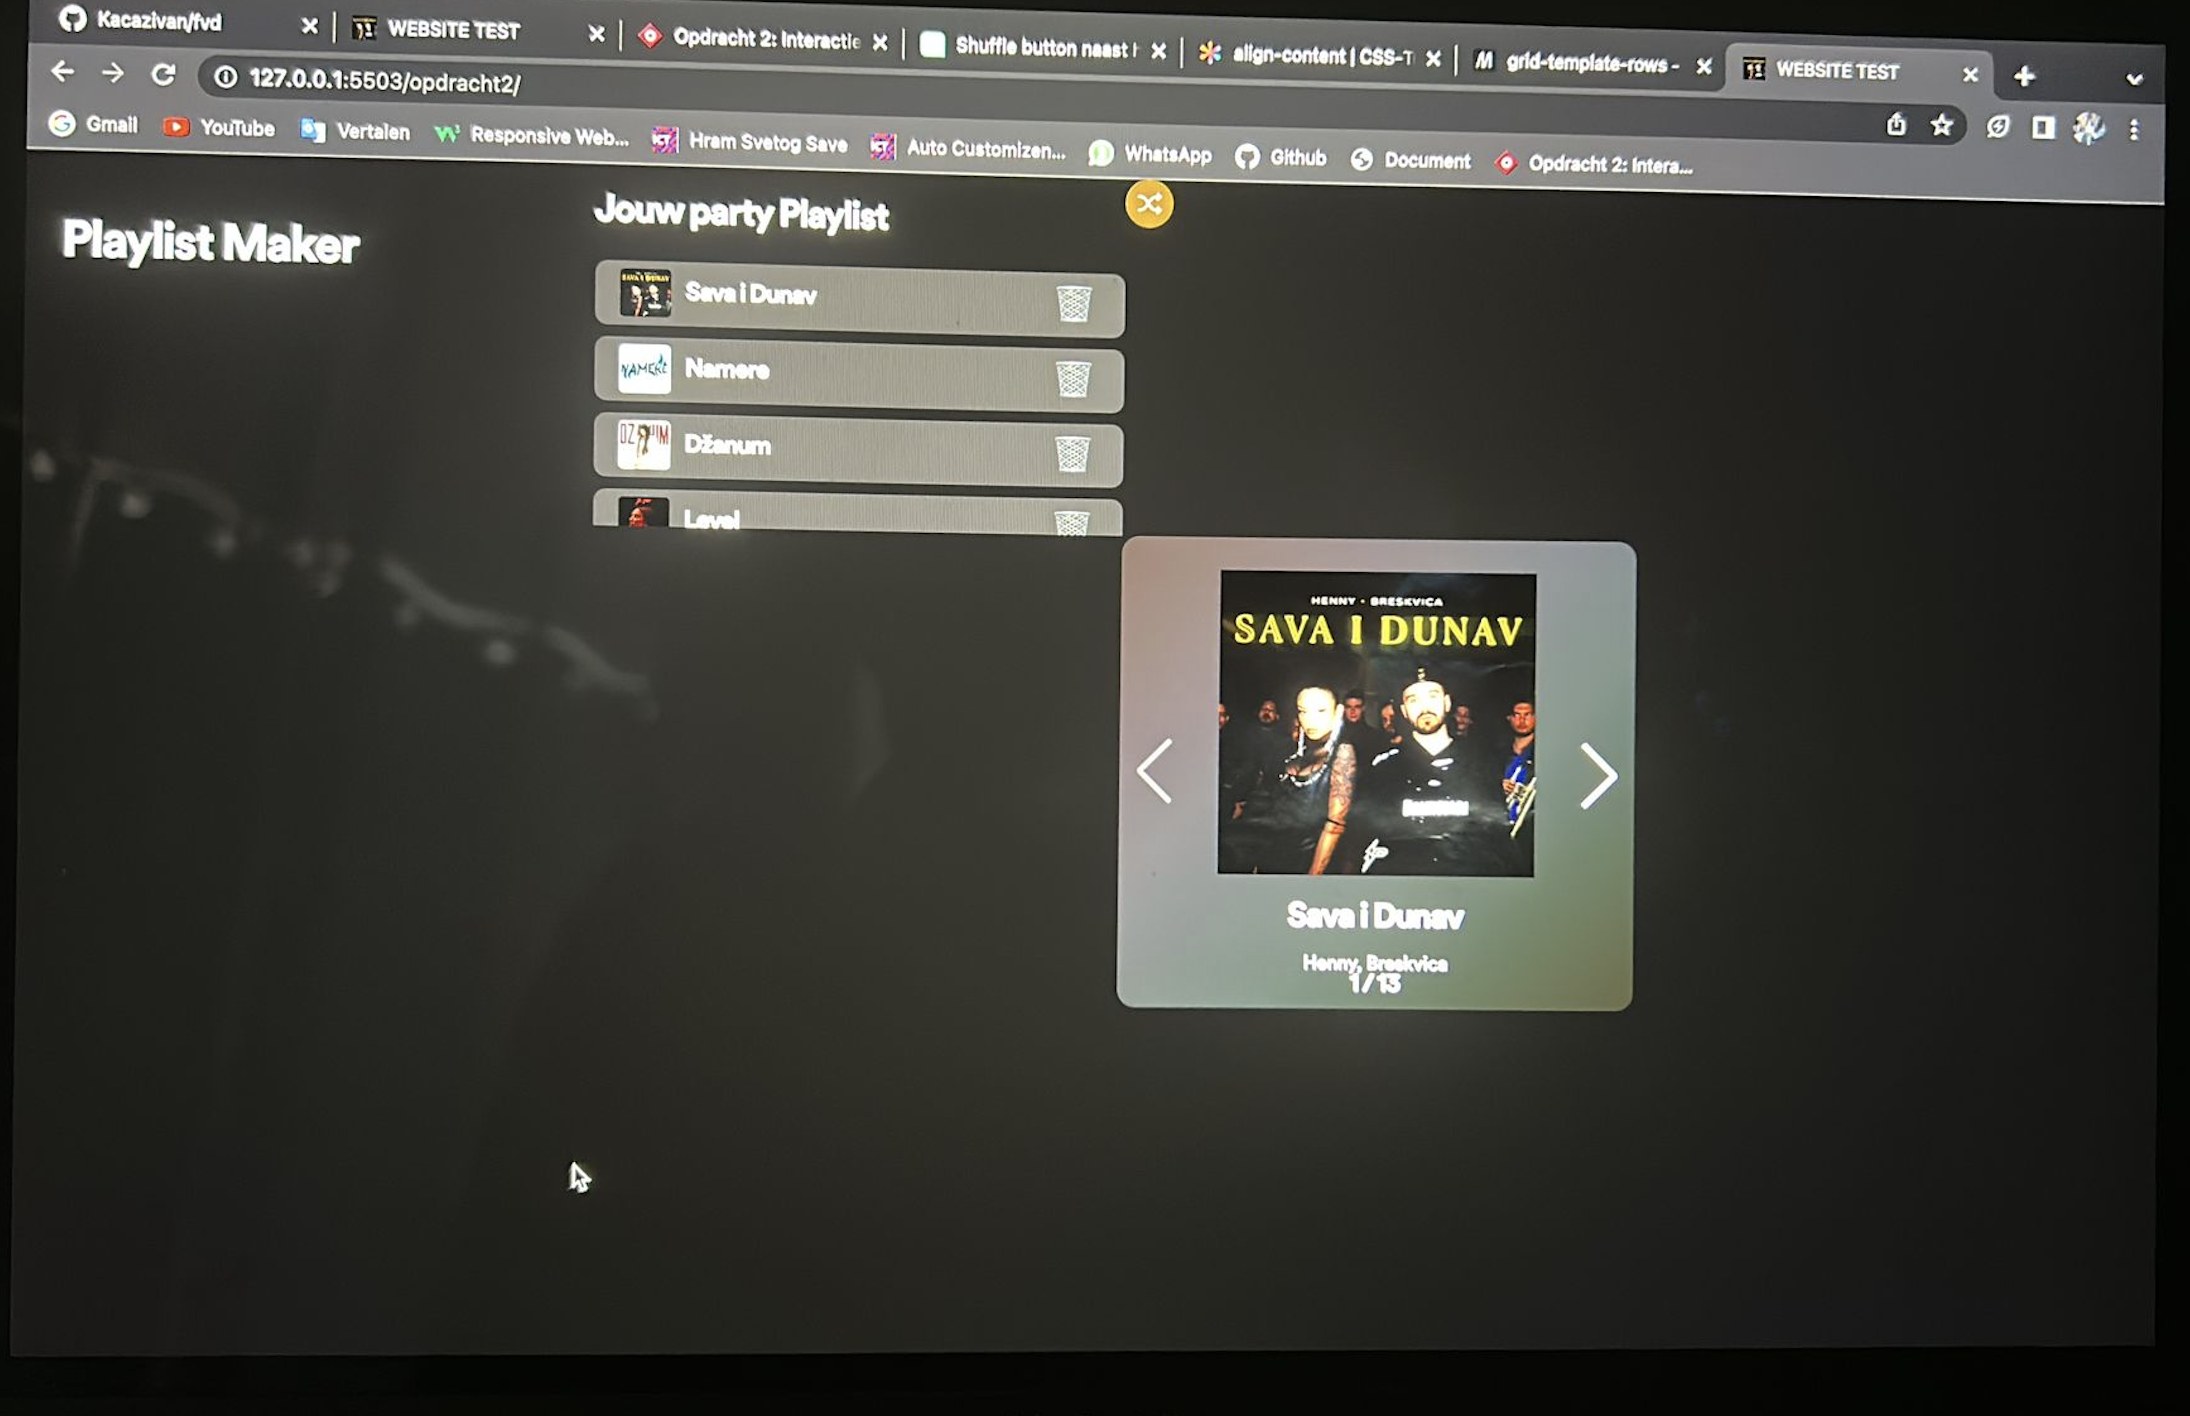 Kacazivan/fvd
WEBSITE TEST
Opdracht 2: Interactie
Shuffle button naast h
align-content | CSS-T
grid-template-rows -
WEBSITE TEST
127.0.0.1:5503/opdracht2/
Gmail
YouTube
Vertalen
Responsive Web...
Hram Svetog Save
Auto Customizen...
WhatsApp
Github
Document
Opdracht 2: Intera...
Playlist Maker
Jouw party Playlist
SAVA I DUNAV
Sava i Dunav
NAMERE
Namere
Džanum
Level
HENNY • BRESKVICA
SAVA I DUNAV
Sava i Dunav
Henny, Breskvica
1/13